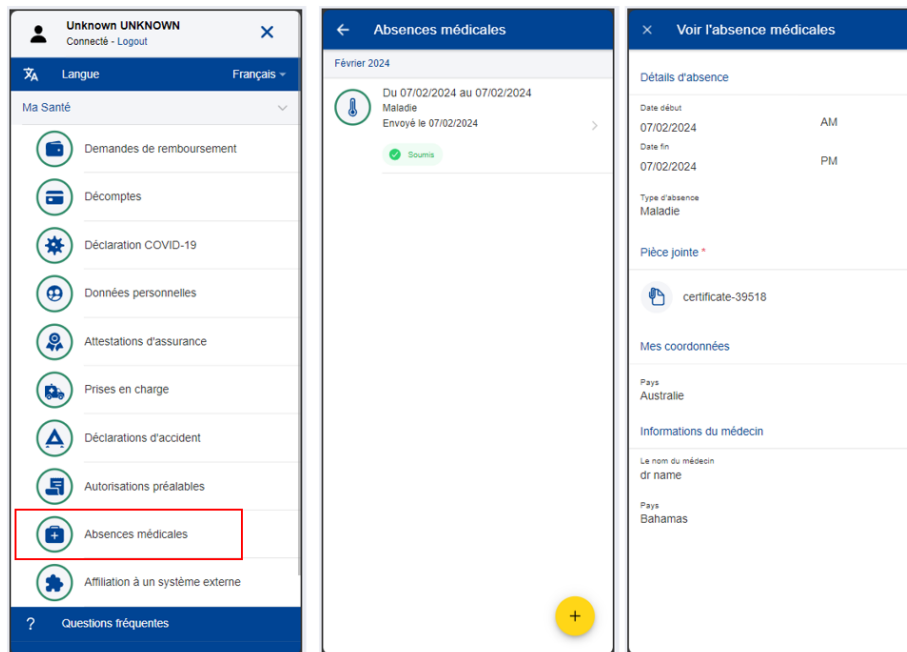 Unknown UNKNOWN
Connecté - Logout
Langue
Français
Ma Santé
Demandes de remboursement
Décomptes
Déclaration COVID-19
Données personnelles
Attestations d'assurance
Prises en charge
Déclarations d'accident
Autorisations préalables
Absences médicales
Affiliation à un système externe
? Questions fréquentes
Absences médicales
Février 2024
Du 07/02/2024 au 07/02/2024
Maladie
Envoyé le 07/02/2024
Soumis
Voir l'absence médicales
Détails d'absence
Date début
07/02/2024 AM
Date fin
07/02/2024 PM
Type d'absence
Maladie
Pièce jointe *
certificate-39518
Mes coordonnées
Pays
Australie
Informations du médecin
Le nom du médecin
dr name
Pays
Bahamas